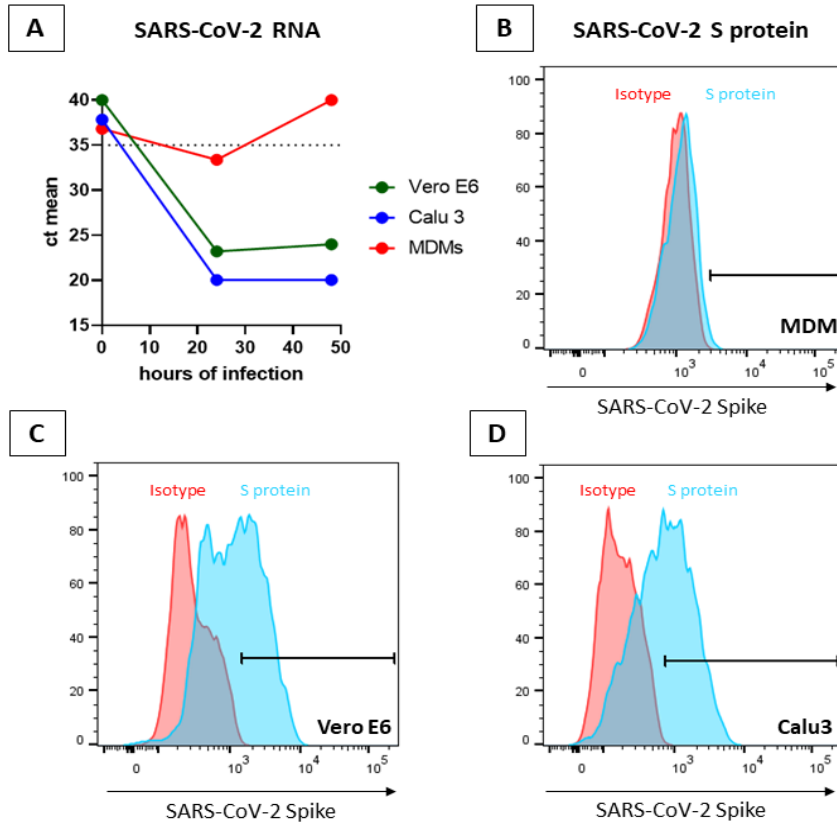 A
SARS-CoV-2 RNA
40
35
30
25
20
15
ct mean
0 10 20 30 40 50
hours of infection
Vero E6
Calu 3
MDMs
B
SARS-CoV-2 S protein
100
80
60
40
20
0
Isotype S protein
MDM
0 10³ 10⁴ 10⁵
SARS-CoV-2 Spike
C
100
80
60
40
20
0
Isotype S protein
Vero E6
0 10³ 10⁴ 10⁵
SARS-CoV-2 Spike
D
100
80
60
40
20
0
Isotype S protein
Calu3
0 10³ 10⁴ 10⁵
SARS-CoV-2 Spike